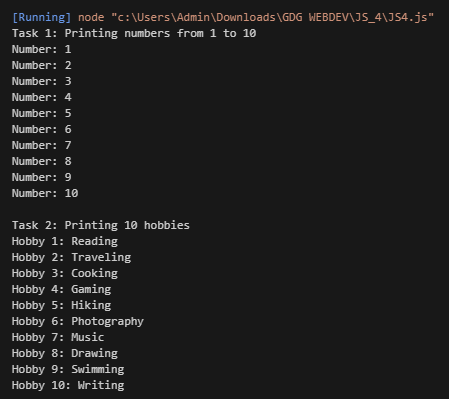 [Running] node "c:\Users\Admin\Downloads\GDG WEBDEV\JS_4\JS4.js"
Task 1: Printing numbers from 1 to 10
Number: 1
Number: 2
Number: 3
Number: 4
Number: 5
Number: 6
Number: 7
Number: 8
Number: 9
Number: 10
Task 2: Printing 10 hobbies
Hobby 1: Reading
Hobby 2: Traveling
Hobby 3: Cooking
Hobby 4: Gaming
Hobby 5: Hiking
Hobby 6: Photography
Hobby 7: Music
Hobby 8: Drawing
Hobby 9: Swimming
Hobby 10: Writing